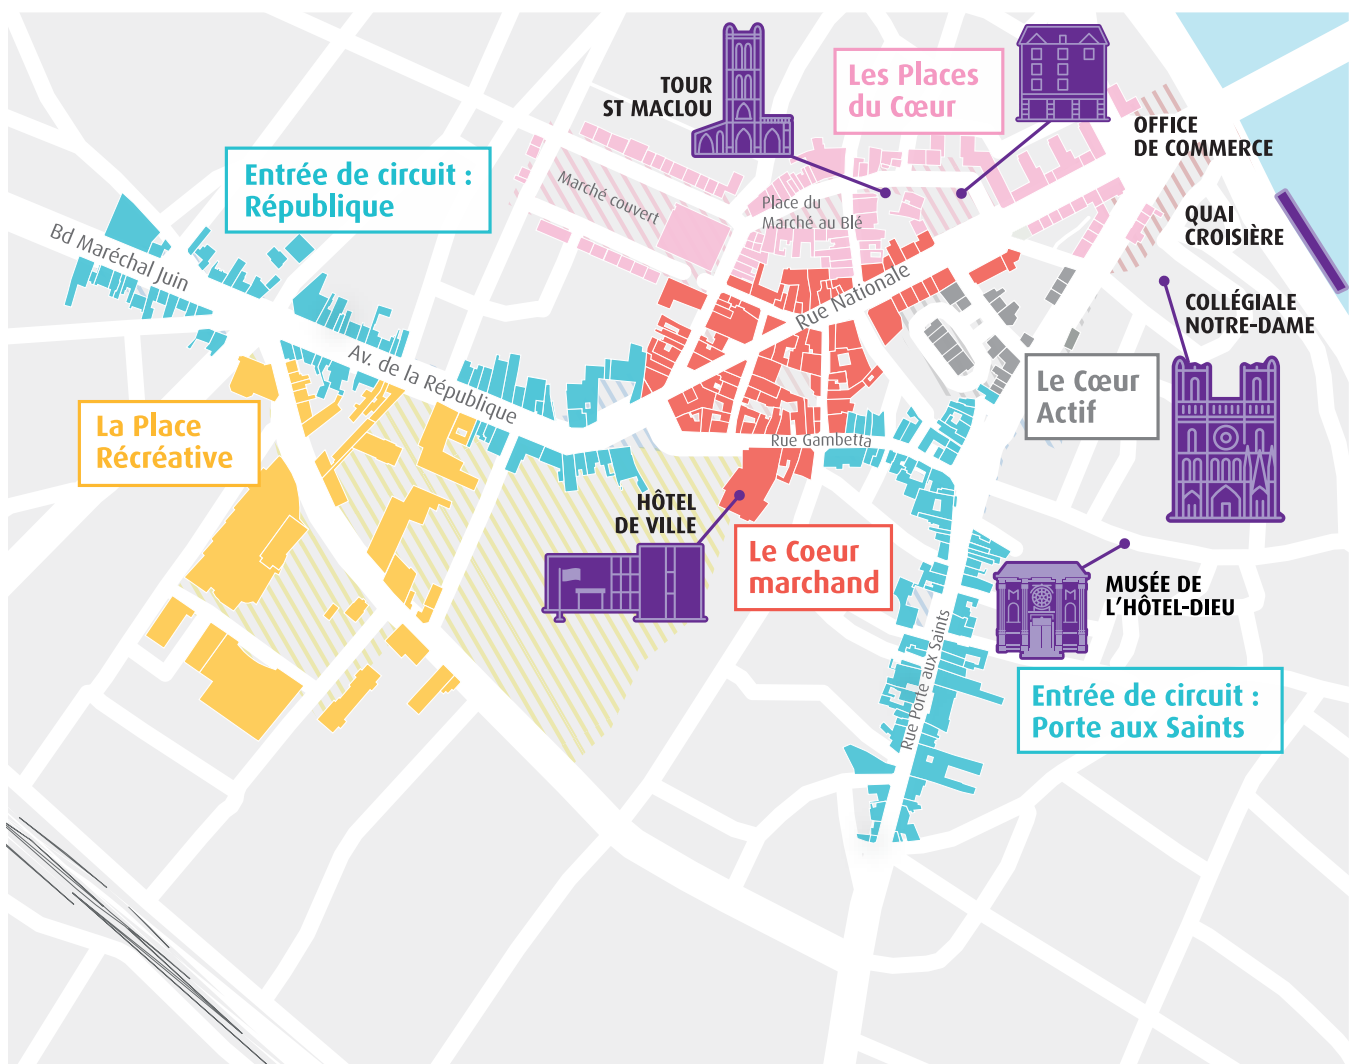 TOUR
ST MACLOU
Les Places
du Cœur
OFFICE
DE COMMERCE
Entrée de circuit :
République
Marché couvert
Place du
Marché au Blé
QUAI
CROISIÈRE
Bd Maréchal Juin
Rue Nationale
COLLÉGIALE
NOTRE-DAME
Av. de la République
Le Cœur
Actif
La Place
Récréative
Rue Gambetta
HÔTEL
DE VILLE
Le Coeur
marchand
MUSÉE DE
L'HÔTEL-DIEU
Rue Porte aux Saints
Entrée de circuit :
Porte aux Saints